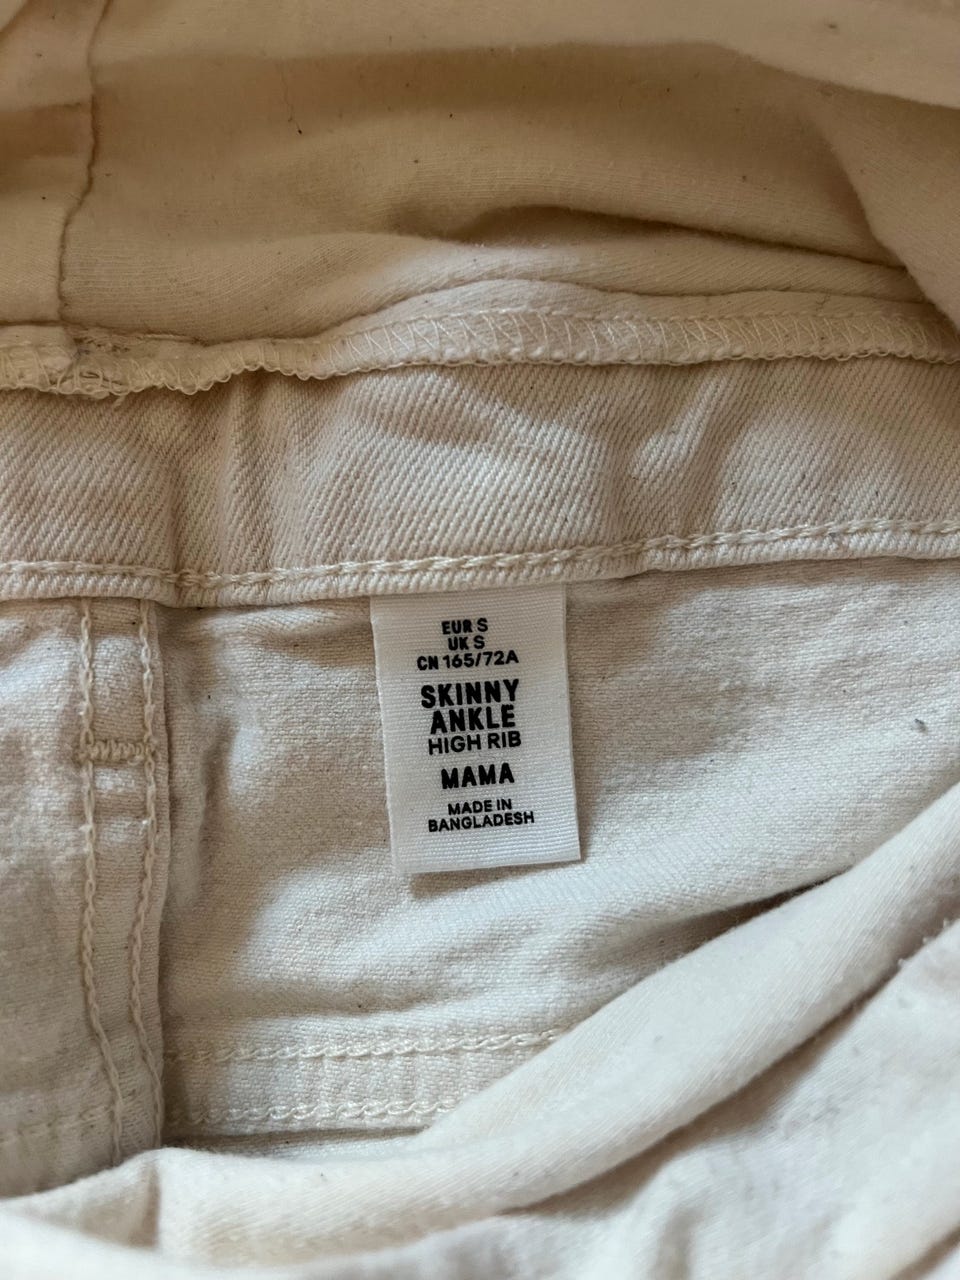 EUR S
UK S
CN 165/72A
SKINNY
ANKLE
HIGH RIB
MAMA
MADE IN
BANGLADESH